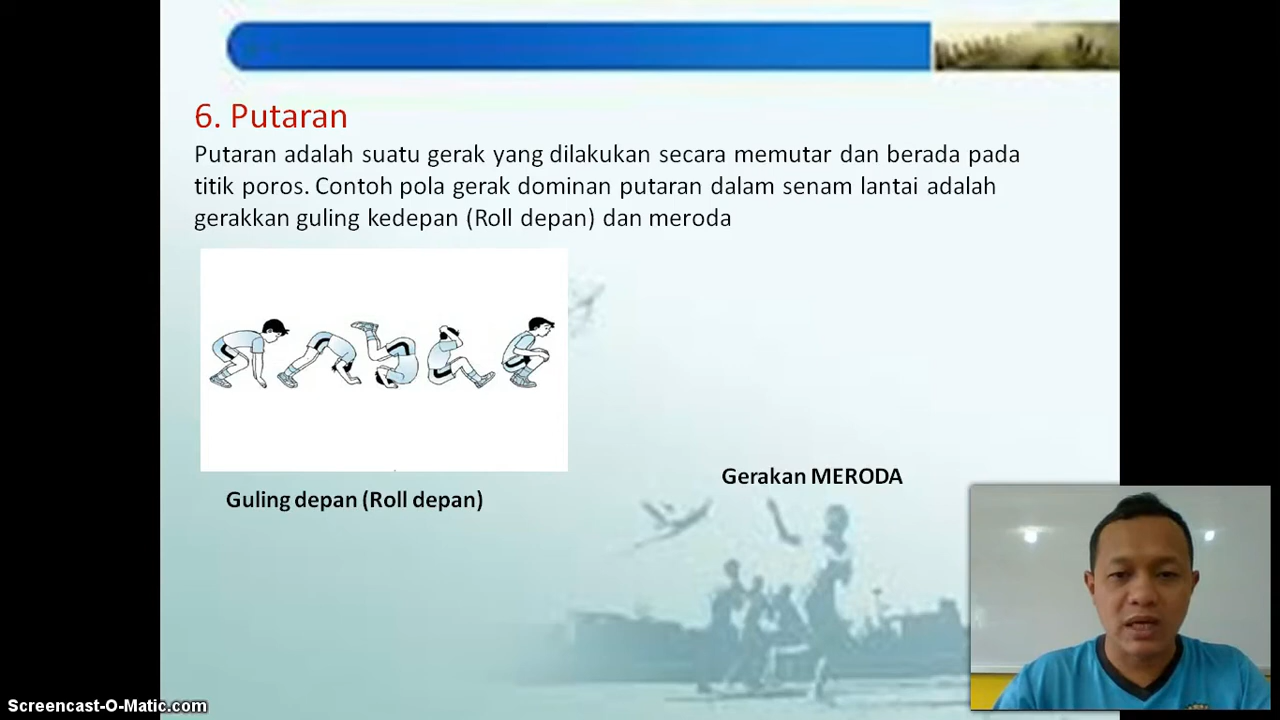 6. Putaran
Putaran adalah suatu gerak yang dilakukan secara memutar dan berada pada
titik poros. Contoh pola gerak dominan putaran dalam senam lantai adalah
gerakkan guling kedepan (Roll depan) dan meroda
Gerakan MERODA
Guling depan (Roll depan)
Screencast-O-Matic.com